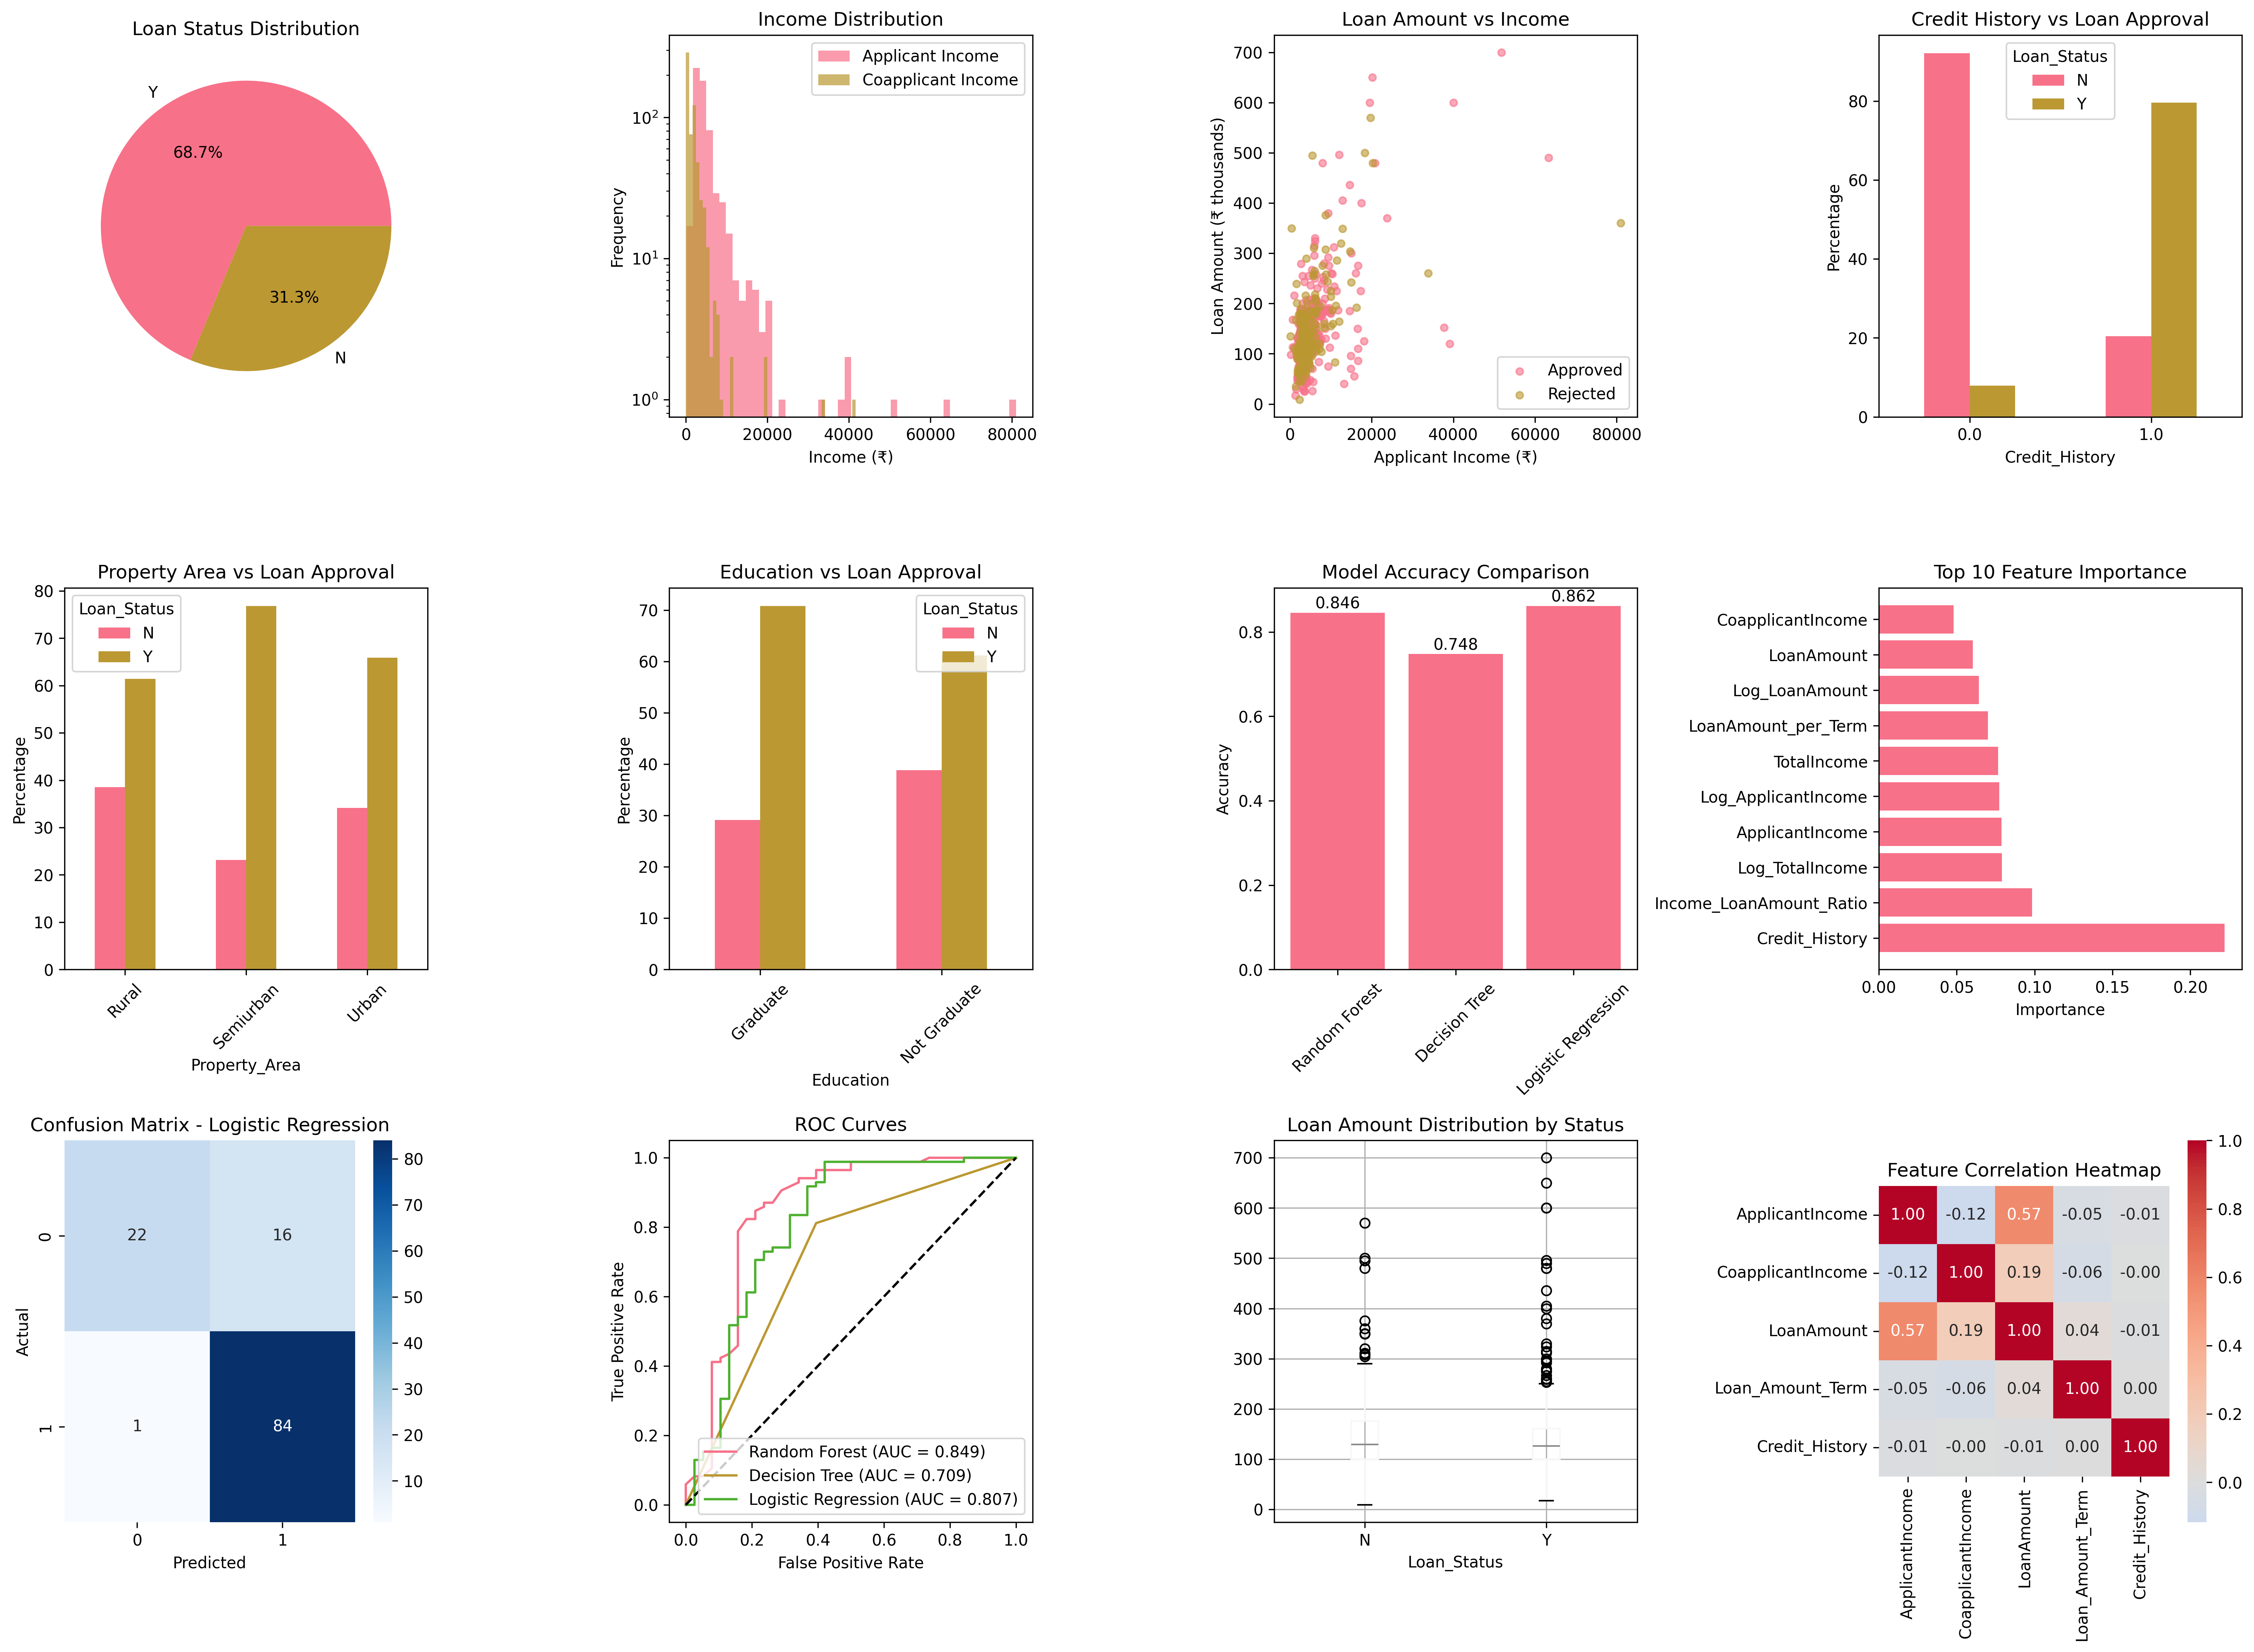 Loan Status Distribution
Y
68.7%
31.3%
N
Income Distribution
Applicant Income
Coapplicant Income
Frequency
10²
10¹
10⁰
0 20000 40000 60000 80000
Income (₹)
Loan Amount vs Income
Loan Amount (₹ thousands)
700
600
500
400
300
200
100
0
Approved
Rejected
0 20000 40000 60000 80000
Applicant Income (₹)
Credit History vs Loan Approval
Loan_Status
N
Y
Percentage
80
60
40
20
0
0.0 1.0
Credit_History
Property Area vs Loan Approval
Loan_Status
N
Y
Percentage
80
70
60
50
40
30
20
10
0
Rural Semiurban Urban
Property_Area
Education vs Loan Approval
Loan_Status
N
Y
Percentage
70
60
50
40
30
20
10
0
Graduate Not Graduate
Education
Model Accuracy Comparison
0.846 0.748 0.862
Accuracy
0.8
0.6
0.4
0.2
0.0
Random Forest Decision Tree Logistic Regression
Top 10 Feature Importance
CoapplicantIncome
LoanAmount
Log_LoanAmount
LoanAmount_per_Term
TotalIncome
Log_ApplicantIncome
ApplicantIncome
Log_TotalIncome
Income_LoanAmount_Ratio
Credit_History
0.00 0.05 0.10 0.15 0.20
Importance
Confusion Matrix - Logistic Regression
Actual
0
1
22 16
1 84
0 1
Predicted
80
70
60
50
40
30
20
10
ROC Curves
True Positive Rate
1.0
0.8
0.6
0.4
0.2
0.0
Random Forest (AUC = 0.849)
Decision Tree (AUC = 0.709)
Logistic Regression (AUC = 0.807)
0.0 0.2 0.4 0.6 0.8 1.0
False Positive Rate
Loan Amount Distribution by Status
700
600
500
400
300
200
100
0
N Y
Loan_Status
Feature Correlation Heatmap
ApplicantIncome 1.00 -0.12 0.57 -0.05 -0.01
CoapplicantIncome -0.12 1.00 0.19 -0.06 -0.00
LoanAmount 0.57 0.19 1.00 0.04 -0.01
Loan_Amount_Term -0.05 -0.06 0.04 1.00 0.00
Credit_History -0.01 -0.00 -0.01 0.00 1.00
ApplicantIncome CoapplicantIncome LoanAmount Loan_Amount_Term Credit_History
1.0
0.8
0.6
0.4
0.2
0.0